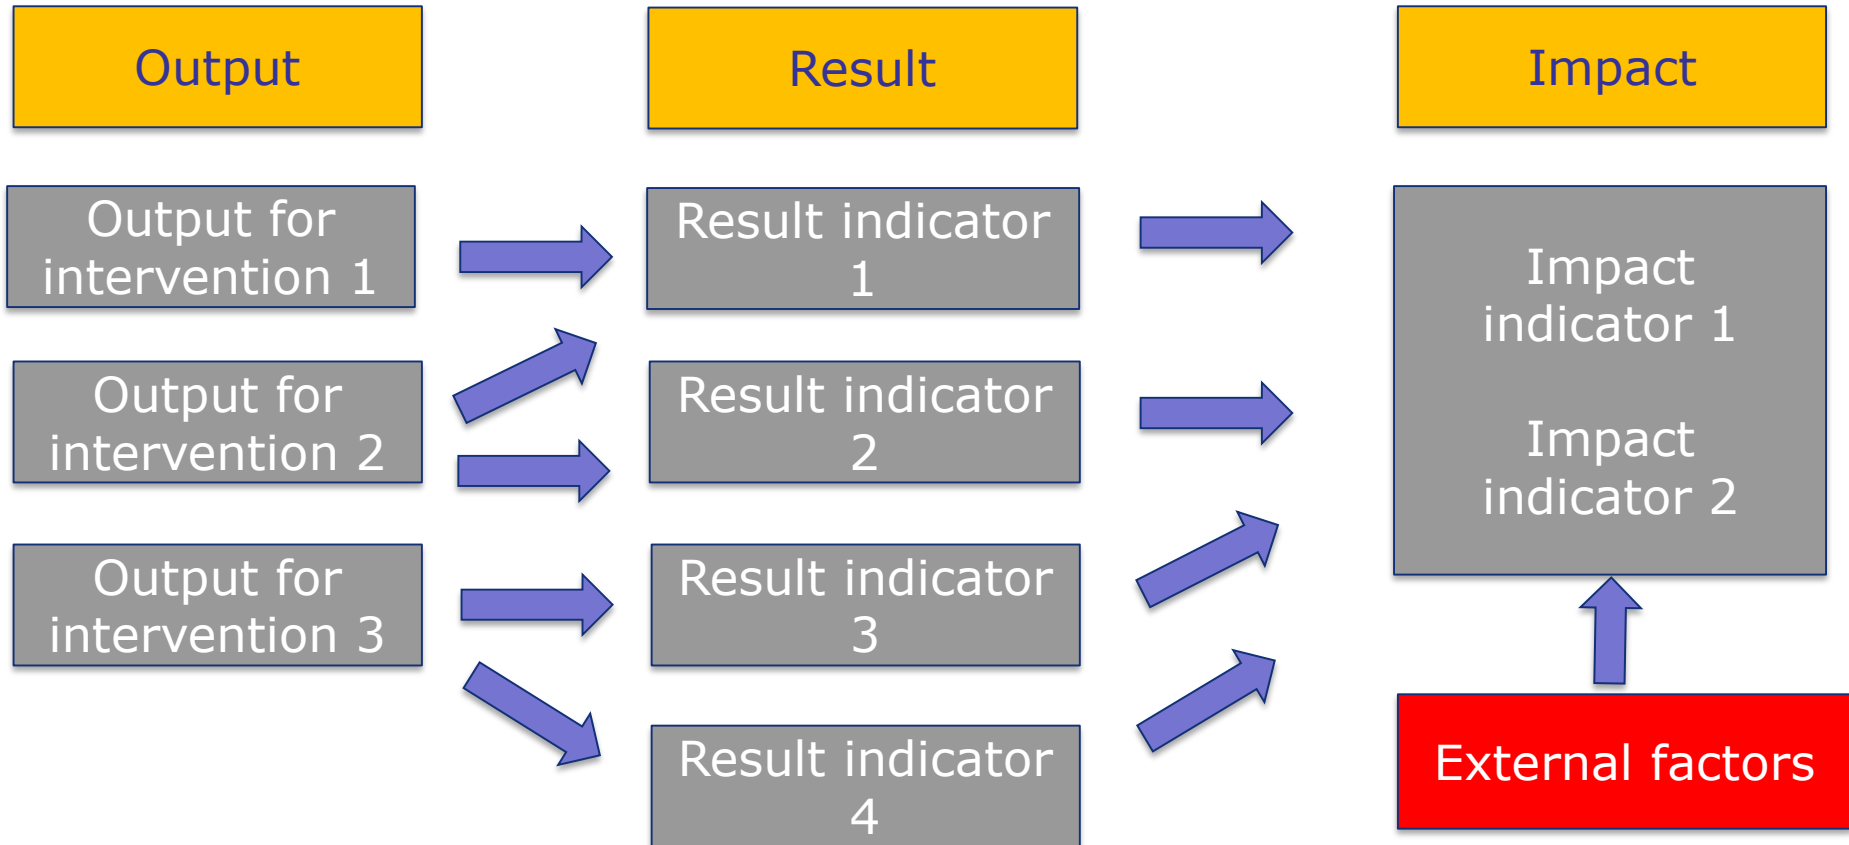 Output
Result
Impact
Output for
intervention 1
Result indicator
1
Impact
indicator 1
Impact
indicator 2
Output for
intervention 2
Result indicator
2
Output for
intervention 3
Result indicator
3
Result indicator
4
External factors